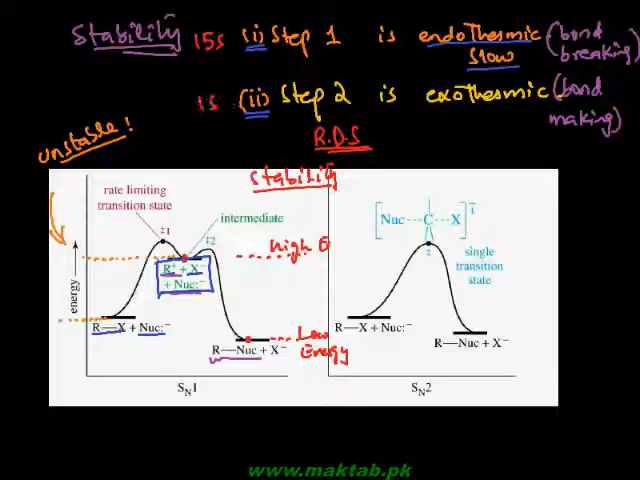 Stability 1SS (i) Step 1 is endothermic (bond breaking)
slow
is (ii) Step 2 is exothermic (bond making)
unstable!
R.D.S
Stability
rate limiting
transition state
‡1
intermediate
‡2
R⁺ + X⁻
+ Nuc:⁻
high E
energy
R—X + Nuc:⁻
Low
Energy
R—Nuc + X⁻
SN1
[Nuc---C---X]‡
‡
single
transition
state
R—X + Nuc:⁻
R—Nuc + X⁻
SN2
www.maktab.pk